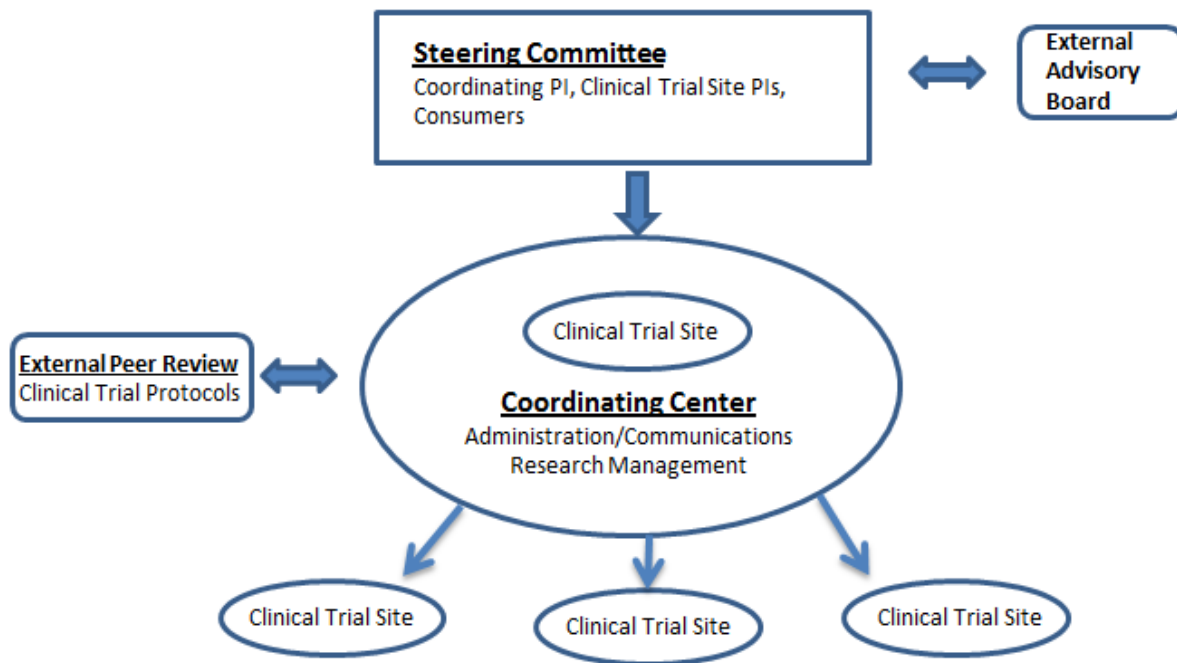 Steering Committee
Coordinating PI, Clinical Trial Site PIs,
Consumers
External
Advisory
Board
Clinical Trial Site
External Peer Review
Clinical Trial Protocols
Coordinating Center
Administration/Communications
Research Management
Clinical Trial Site
Clinical Trial Site
Clinical Trial Site